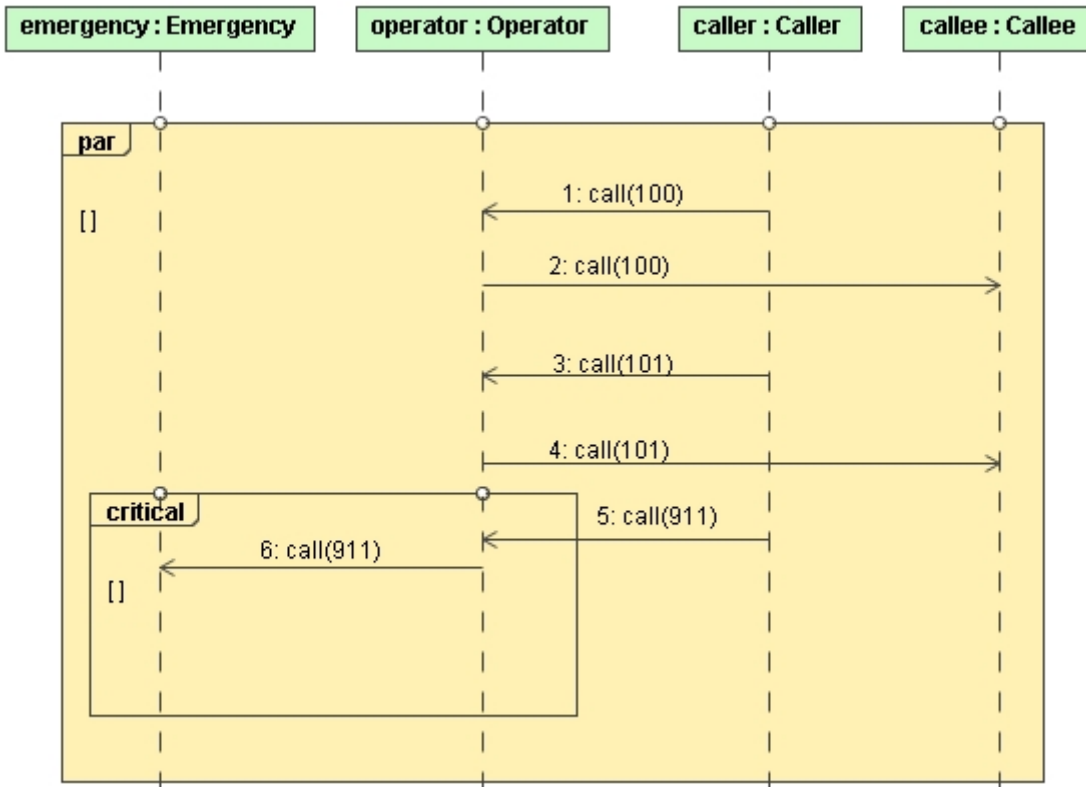 emergency : Emergency
operator : Operator
caller : Caller
callee : Callee
par
[ ]
1: call(100)
2: call(100)
3: call(101)
4: call(101)
critical
5: call(911)
6: call(911)
[ ]